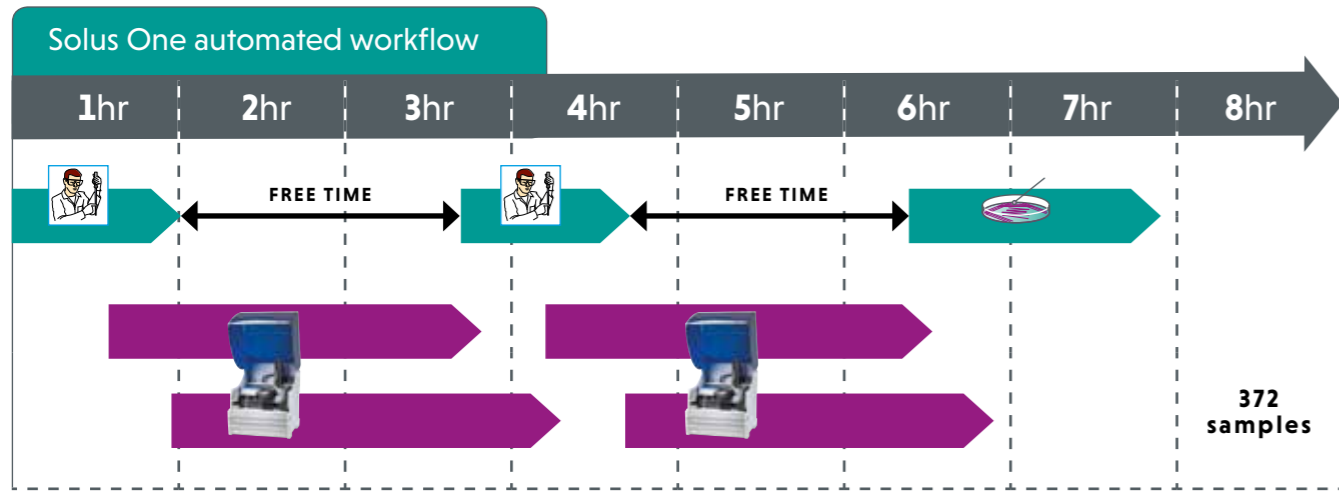 Solus One automated workflow
1hr 2hr 3hr 4hr 5hr 6hr 7hr 8hr
FREE TIME FREE TIME
372
samples